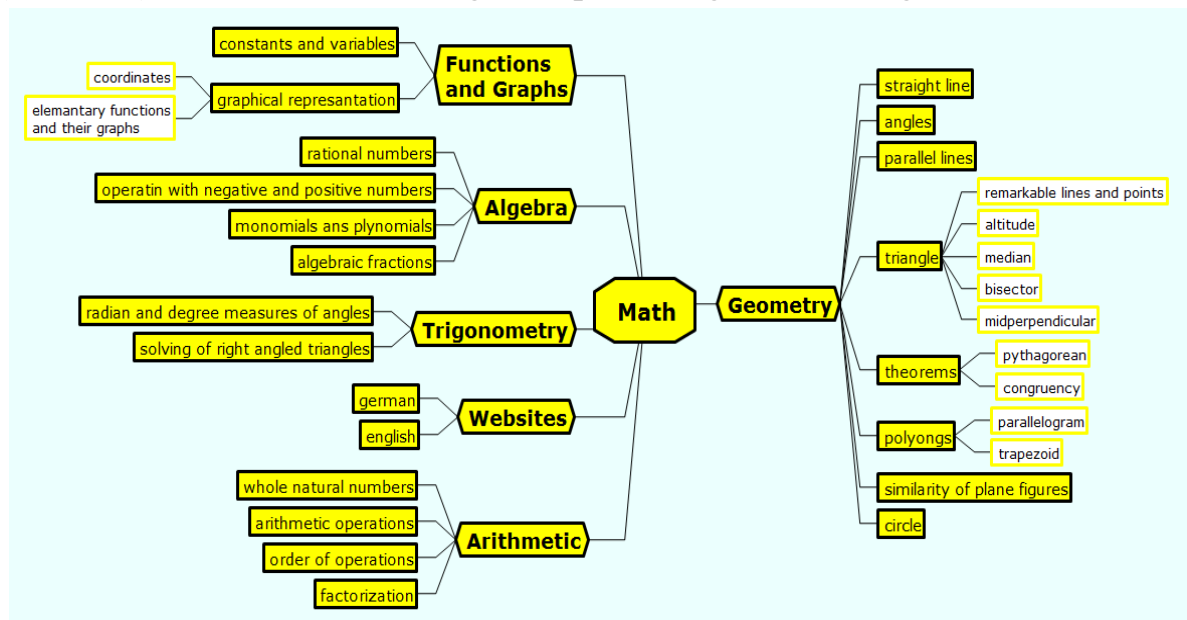 constants and variables
Functions
and Graphs
coordinates
graphical represantation
elemantary functions
and their graphs
rational numbers
operatin with negative and positive numbers
Algebra
monomials ans plynomials
algebraic fractions
radian and degree measures of angles
Trigonometry
solving of right angled triangles
german
Websites
english
whole natural numbers
arithmetic operations
Arithmetic
order of operations
factorization
Math
Geometry
straight line
angles
parallel lines
remarkable lines and points
altitude
triangle
median
bisector
midperpendicular
pythagorean
theorems
congruency
parallelogram
polyongs
trapezoid
similarity of plane figures
circle